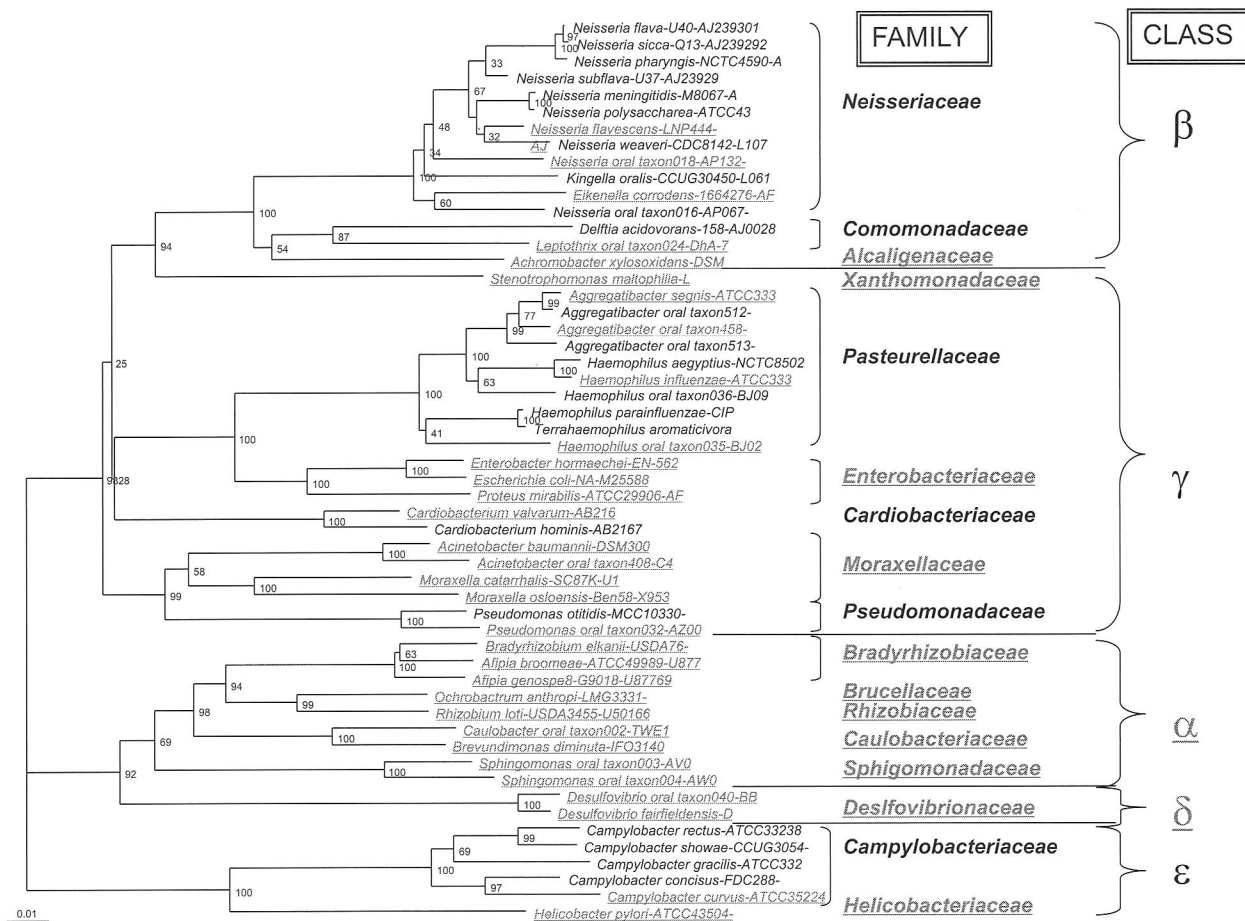 FAMILY
CLASS
Neisseria flava-U40-AJ239301
Neisseria sicca-Q13-AJ239292
Neisseria pharyngis-NCTC4590-A
Neisseria subflava-U37-AJ23929
Neisseria meningitidis-M8067-A
Neisseria polysaccharea-ATCC43
Neisseria flavescens-LNP444-
AJ Neisseria weaveri-CDC8142-L107
Neisseria oral taxon018-AP132-
Kingella oralis-CCUG30450-L061
Eikenella corrodens-1664276-AF
Neisseria oral taxon016-AP067-
Neisseriaceae
β
Delftia acidovorans-158-AJ0028
Leptothrix oral taxon024-DhA-7
Comomonadaceae
Achromobacter xylosoxidans-DSM
Alcaligenaceae
Stenotrophomonas maltophilia-L
Xanthomonadaceae
Aggregatibacter segnis-ATCC333
Aggregatibacter oral taxon512-
Aggregatibacter oral taxon458-
Aggregatibacter oral taxon513-
Haemophilus aegyptius-NCTC8502
Haemophilus influenzae-ATCC333
Haemophilus oral taxon036-BJ09
Haemophilus parainfluenzae-CIP
Terrahaemophilus aromaticivora
Haemophilus oral taxon035-BJ02
Pasteurellaceae
Enterobacter hormaechei-EN-562
Escherichia coli-NA-M25588
Proteus mirabilis-ATCC29906-AF
Enterobacteriaceae
γ
Cardiobacterium valvarum-AB216
Cardiobacterium hominis-AB2167
Cardiobacteriaceae
Acinetobacter baumannii-DSM300
Acinetobacter oral taxon408-C4
Moraxella catarrhalis-SC87K-U1
Moraxella osloensis-Ben58-X953
Moraxellaceae
Pseudomonas otitidis-MCC10330-
Pseudomonas oral taxon032-AZ00
Pseudomonadaceae
Bradyrhizobium elkanii-USDA76-
Afipia broomeae-ATCC49989-U877
Afipia genospe8-G9018-U87769
Bradyrhizobiaceae
Ochrobactrum anthropi-LMG3331-
Brucellaceae
Rhizobium loti-USDA3455-U50166
Rhizobiaceae
Caulobacter oral taxon002-TWE1
Brevundimonas diminuta-IFO3140
Caulobacteriaceae
α
Sphingomonas oral taxon003-AV0
Sphingomonas oral taxon004-AW0
Sphigomonadaceae
Desulfovibrio oral taxon040-BB
Desulfovibrio fairfieldensis-D
Deslfovibrionaceae
δ
Campylobacter rectus-ATCC33238
Campylobacter showae-CCUG3054-
Campylobacter gracilis-ATCC332
Campylobacter concisus-FDC288-
Campylobacter curvus-ATCC35224
Campylobacteriaceae
ε
Helicobacter pylori-ATCC43504-
Helicobacteriaceae
97
100
33
67
100
48
32
34
100
60
100
87
54
94
99
77
99
100
100
63
25
100
41
100
100
100
9828
100
100
58
100
99
100
63
100
94
99
98
100
69
100
92
100
99
69
100
97
100
0.01